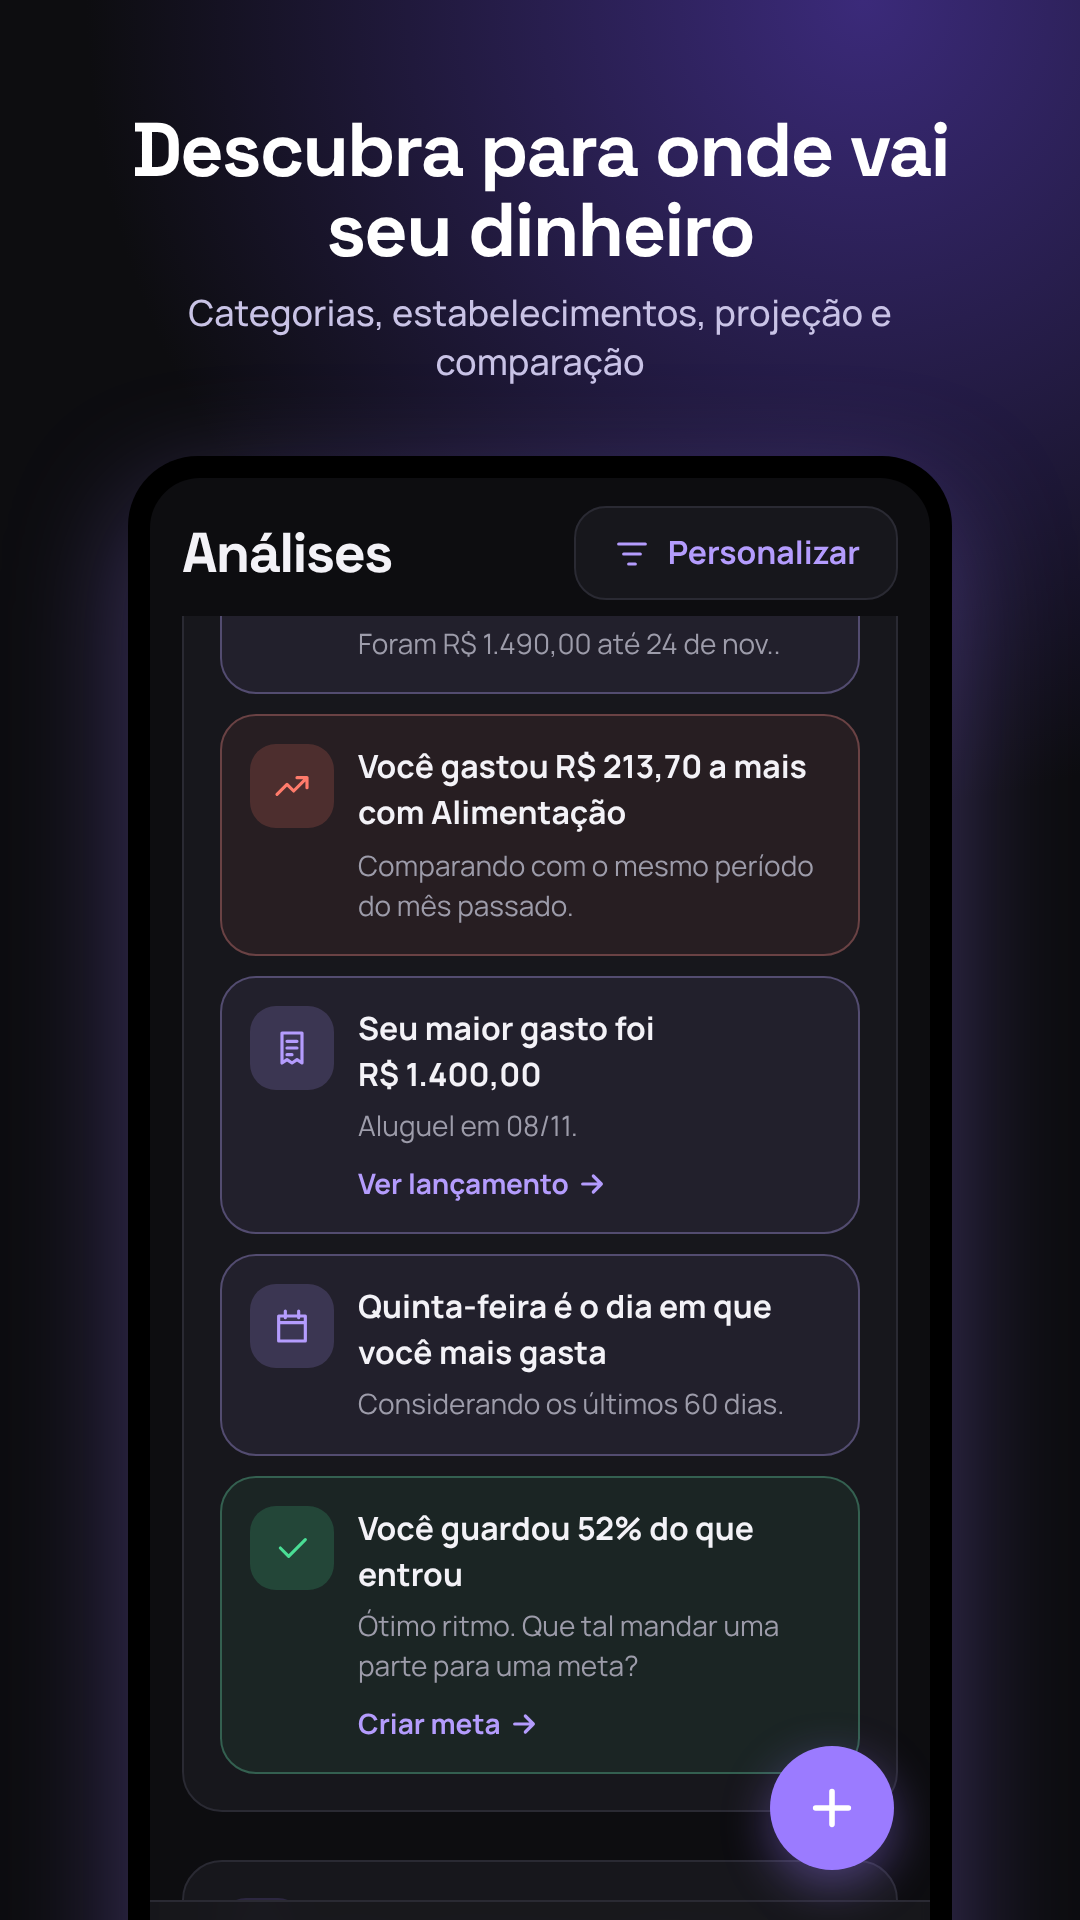 Descubra para onde vai
seu dinheiro
Categorias, estabelecimentos, projeção e
comparação
Análises
Personalizar
Foram R$ 1.490,00 até 24 de nov..
Você gastou R$ 213,70 a mais
com Alimentação
Comparando com o mesmo período
do mês passado.
Seu maior gasto foi
R$ 1.400,00
Aluguel em 08/11.
Ver lançamento →
Quinta-feira é o dia em que
você mais gasta
Considerando os últimos 60 dias.
Você guardou 52% do que
entrou
Ótimo ritmo. Que tal mandar uma
parte para uma meta?
Criar meta →